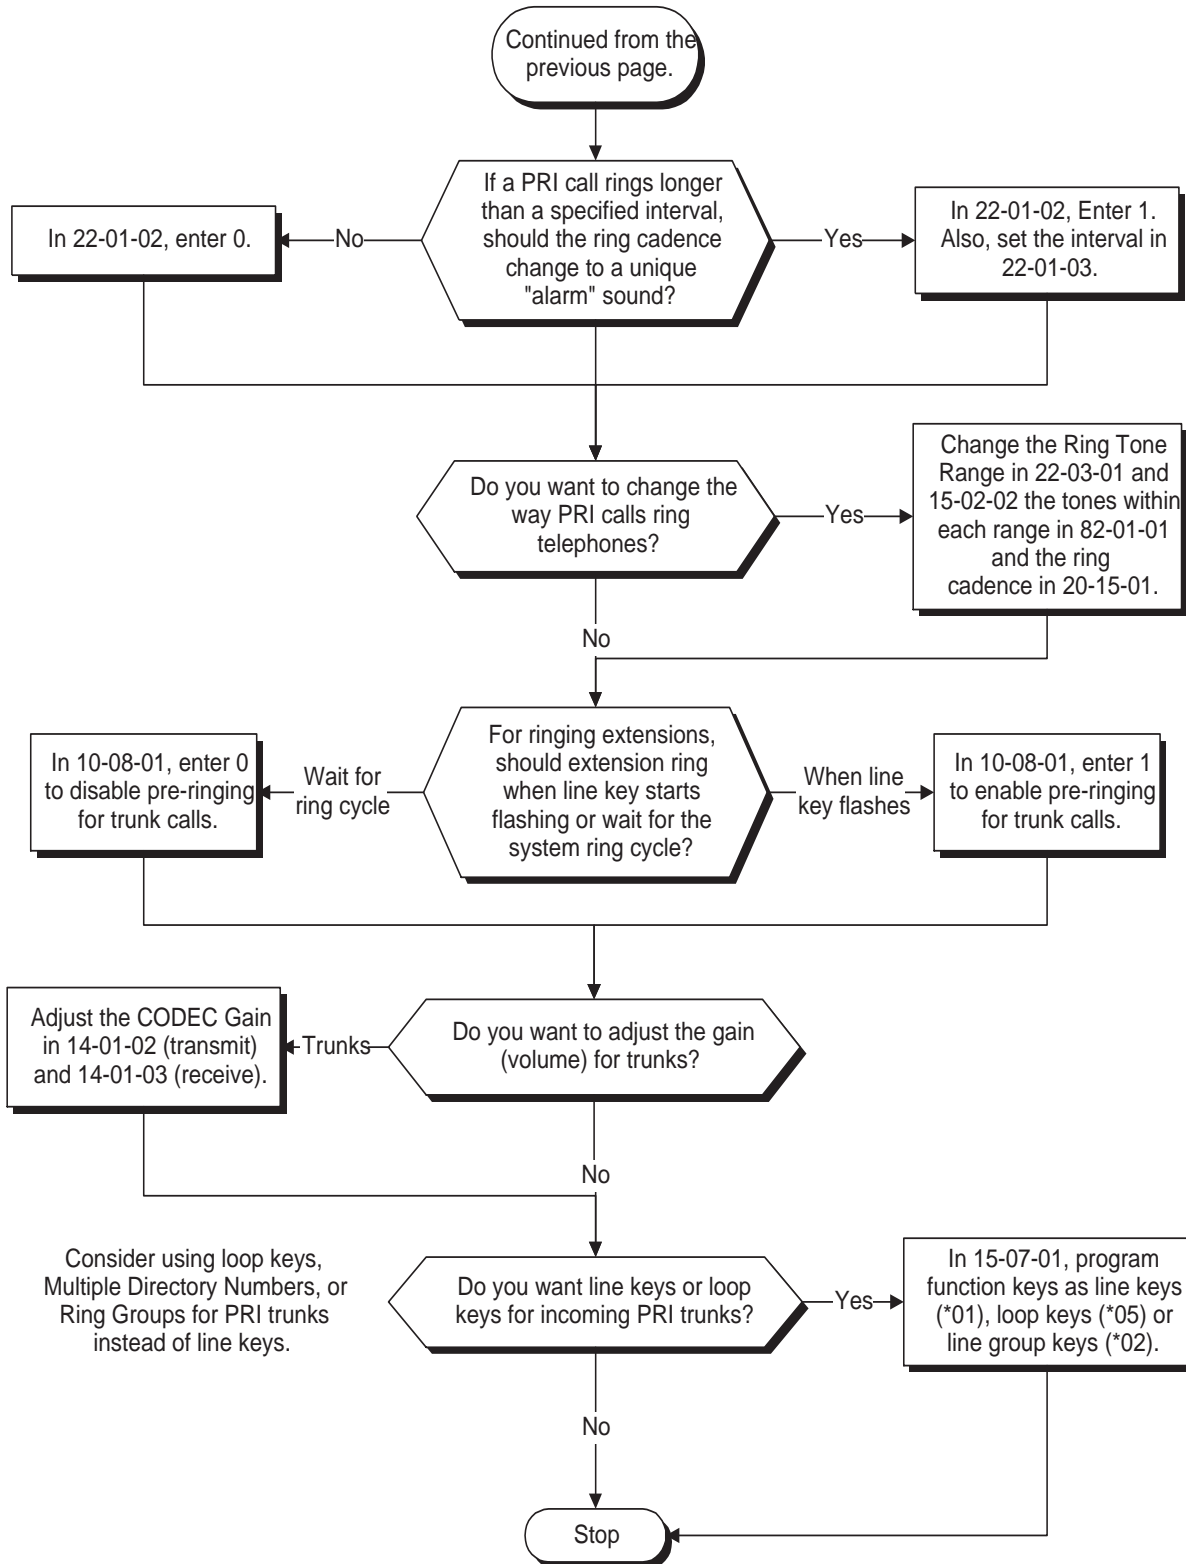 Continued from the
previous page.
If a PRI call rings longer
than a specified interval,
should the ring cadence
change to a unique
"alarm" sound?
No
In 22-01-02, enter 0.
Yes
In 22-01-02, Enter 1.
Also, set the interval in
22-01-03.
Do you want to change the
way PRI calls ring
telephones?
Yes
Change the Ring Tone
Range in 22-03-01 and
15-02-02 the tones within
each range in 82-01-01
and the ring
cadence in 20-15-01.
No
For ringing extensions,
should extension ring
when line key starts
flashing or wait for the
system ring cycle?
Wait for
ring cycle
In 10-08-01, enter 0
to disable pre-ringing
for trunk calls.
When line
key flashes
In 10-08-01, enter 1
to enable pre-ringing
for trunk calls.
Do you want to adjust the gain
(volume) for trunks?
Trunks
Adjust the CODEC Gain
in 14-01-02 (transmit)
and 14-01-03 (receive).
No
Consider using loop keys,
Multiple Directory Numbers, or
Ring Groups for PRI trunks
instead of line keys.
Do you want line keys or loop
keys for incoming PRI trunks?
Yes
In 15-07-01, program
function keys as line keys
(*01), loop keys (*05) or
line group keys (*02).
No
Stop